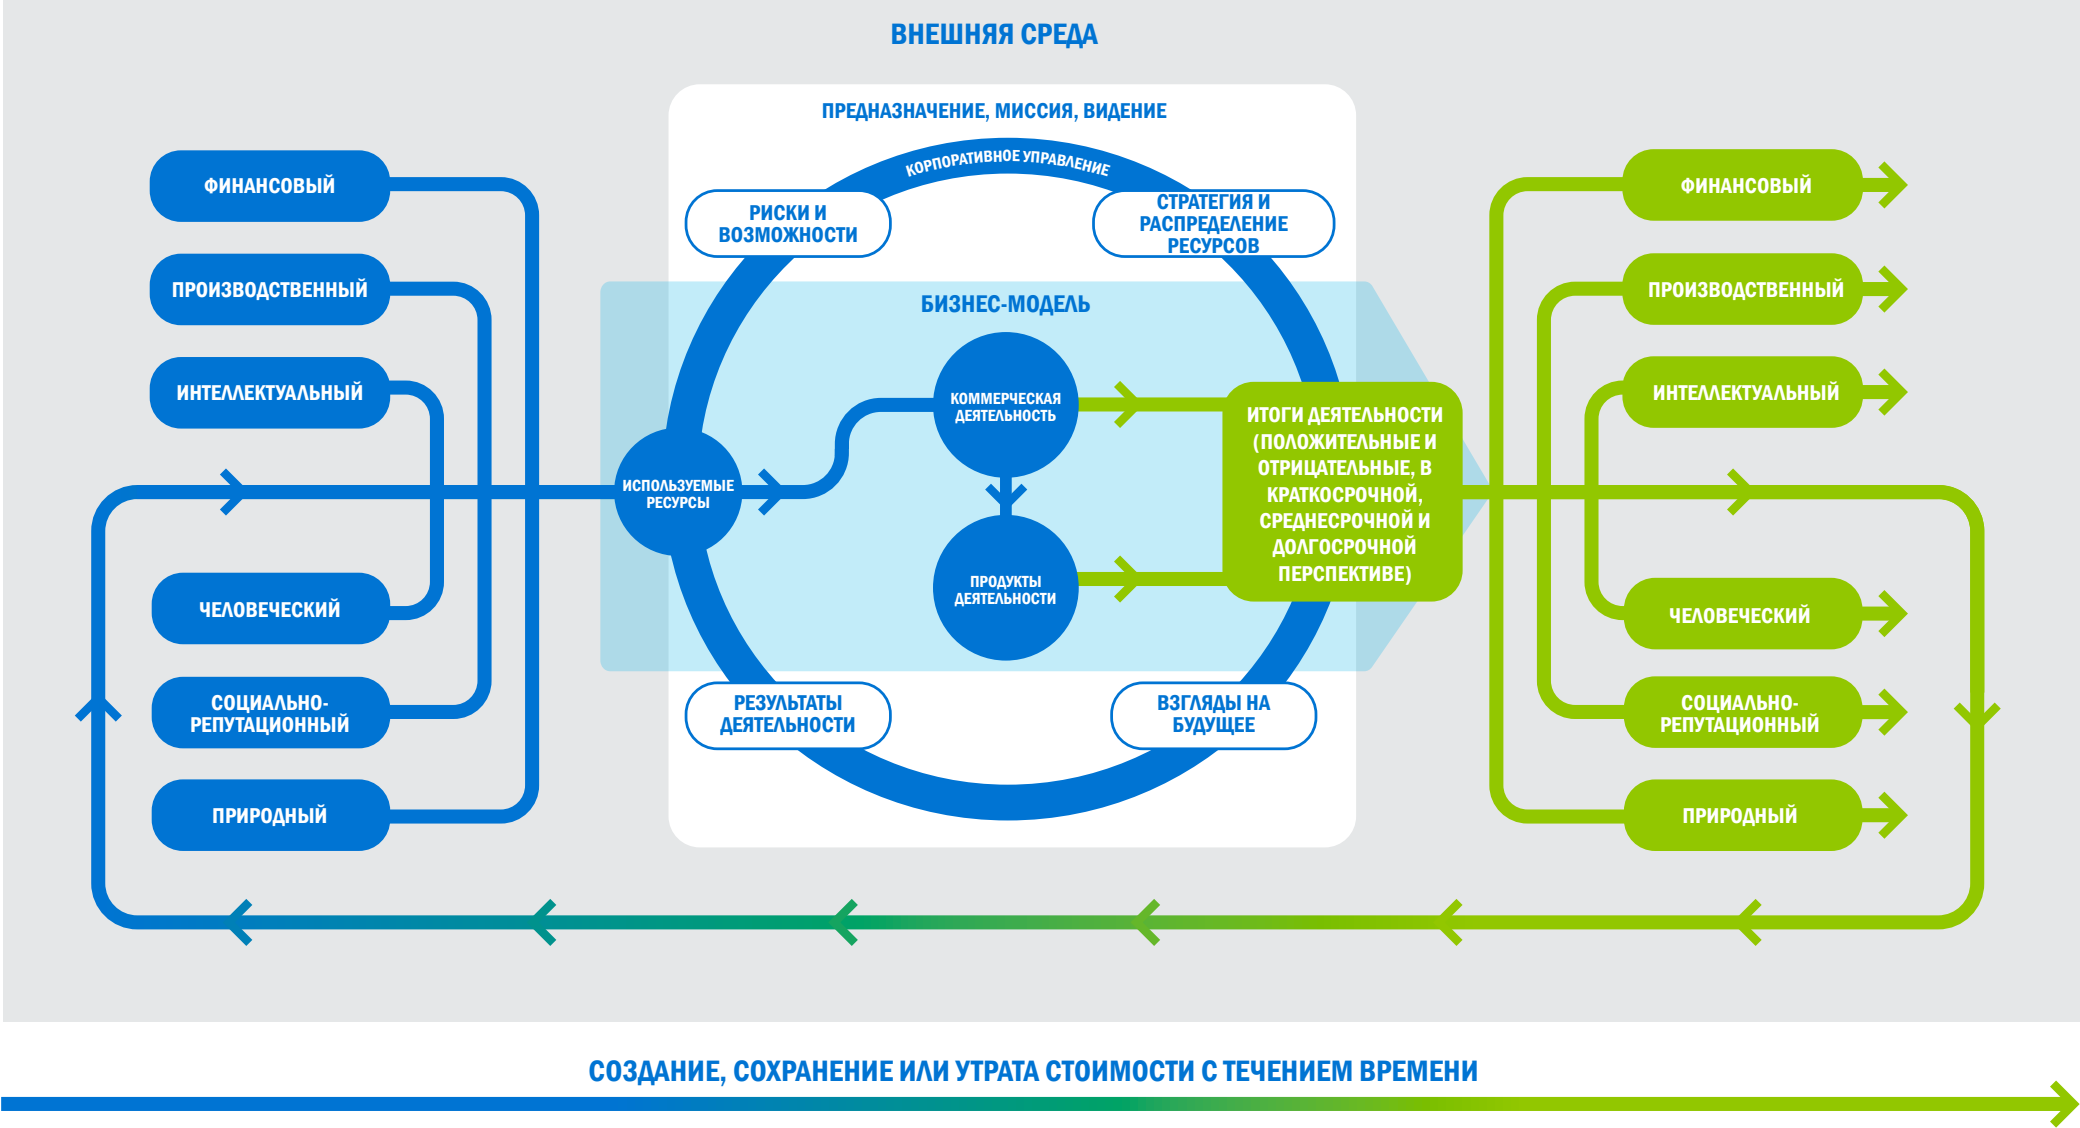 ВНЕШНЯЯ СРЕДА
ПРЕДНАЗНАЧЕНИЕ, МИССИЯ, ВИДЕНИЕ
КОРПОРАТИВНОЕ УПРАВЛЕНИЕ
ФИНАНСОВЫЙ
ПРОИЗВОДСТВЕННЫЙ
ИНТЕЛЛЕКТУАЛЬНЫЙ
ЧЕЛОВЕЧЕСКИЙ
СОЦИАЛЬНО-
РЕПУТАЦИОННЫЙ
ПРИРОДНЫЙ
РИСКИ И
ВОЗМОЖНОСТИ
СТРАТЕГИЯ И
РАСПРЕДЕЛЕНИЕ
РЕСУРСОВ
БИЗНЕС-МОДЕЛЬ
ИСПОЛЬЗУЕМЫЕ
РЕСУРСЫ
КОММЕРЧЕСКАЯ
ДЕЯТЕЛЬНОСТЬ
ПРОДУКТЫ
ДЕЯТЕЛЬНОСТИ
ИТОГИ ДЕЯТЕЛЬНОСТИ
(ПОЛОЖИТЕЛЬНЫЕ И
ОТРИЦАТЕЛЬНЫЕ, В
КРАТКОСРОЧНОЙ,
СРЕДНЕСРОЧНОЙ И
ДОЛГОСРОЧНОЙ
ПЕРСПЕКТИВЕ)
РЕЗУЛЬТАТЫ
ДЕЯТЕЛЬНОСТИ
ВЗГЛЯДЫ НА
БУДУЩЕЕ
ФИНАНСОВЫЙ
ПРОИЗВОДСТВЕННЫЙ
ИНТЕЛЛЕКТУАЛЬНЫЙ
ЧЕЛОВЕЧЕСКИЙ
СОЦИАЛЬНО-
РЕПУТАЦИОННЫЙ
ПРИРОДНЫЙ
СОЗДАНИЕ, СОХРАНЕНИЕ ИЛИ УТРАТА СТОИМОСТИ С ТЕЧЕНИЕМ ВРЕМЕНИ